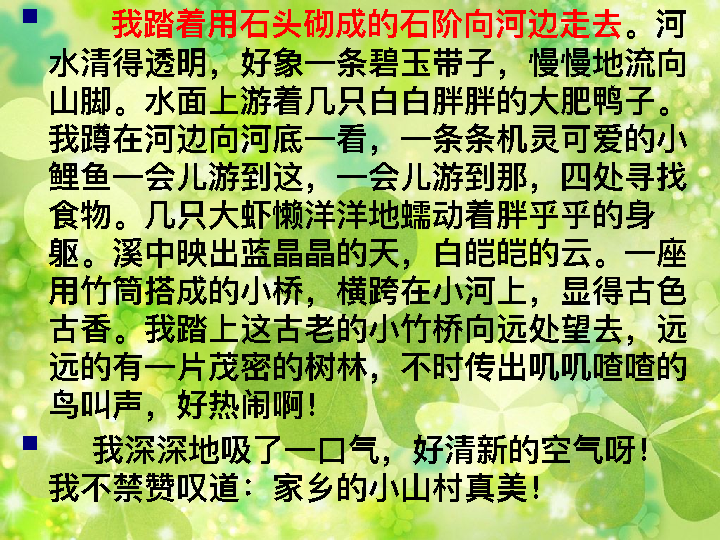 我踏着用石头砌成的石阶向河边走去。河
水清得透明，好象一条碧玉带子，慢慢地流向
山脚。水面上游着几只白白胖胖的大肥鸭子。
我蹲在河边向河底一看，一条条机灵可爱的小
鲤鱼一会儿游到这，一会儿游到那，四处寻找
食物。几只大虾懒洋洋地蠕动着胖乎乎的身
躯。溪中映出蓝晶晶的天，白皑皑的云。一座
用竹筒搭成的小桥，横跨在小河上，显得古色
古香。我踏上这古老的小竹桥向远处望去，远
远的有一片茂密的树林，不时传出叽叽喳喳的
鸟叫声，好热闹啊！
我深深地吸了一口气，好清新的空气呀！
我不禁赞叹道：家乡的小山村真美！